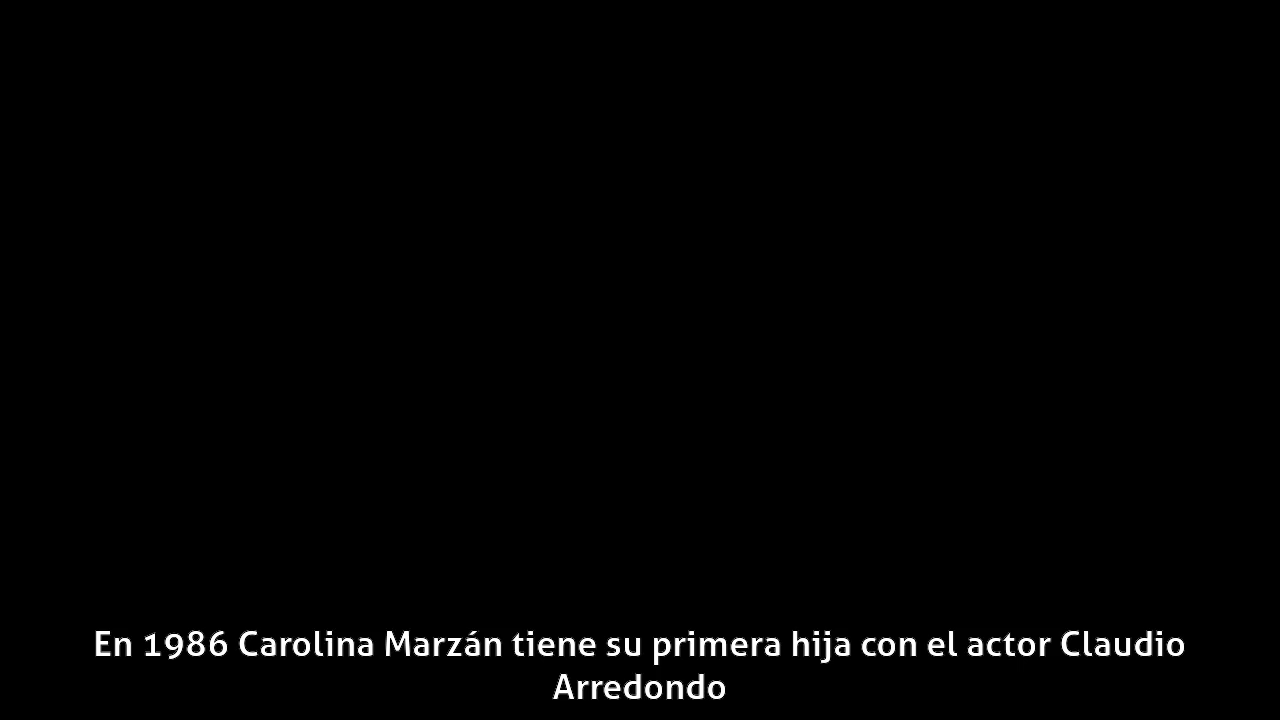 En 1986 Carolina Marzán tiene su primera hija con el actor Claudio
Arredondo